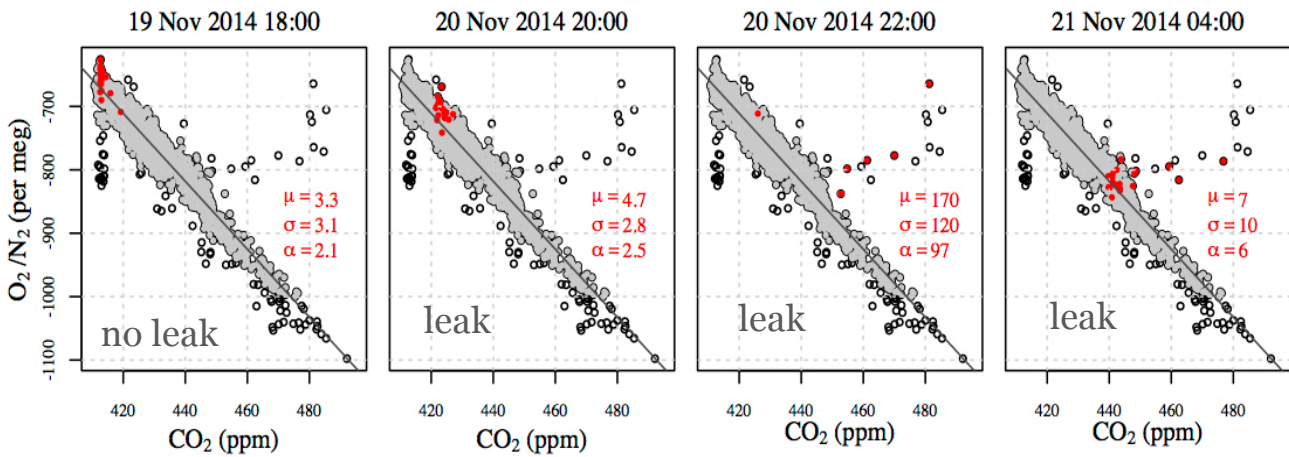 19 Nov 2014 18:00
20 Nov 2014 20:00
20 Nov 2014 22:00
21 Nov 2014 04:00
O₂ /N₂ (per meg)
-700
-800
-900
-1000
-1100
μ = 3.3
σ = 3.1
α = 2.1
no leak
μ = 4.7
σ = 2.8
α = 2.5
leak
μ = 170
σ = 120
α = 97
leak
μ = 7
σ = 10
α = 6
leak
420 440 460 480
420 440 460 480
420 440 460 480
420 440 460 480
CO₂ (ppm)
CO₂ (ppm)
CO₂ (ppm)
CO₂ (ppm)